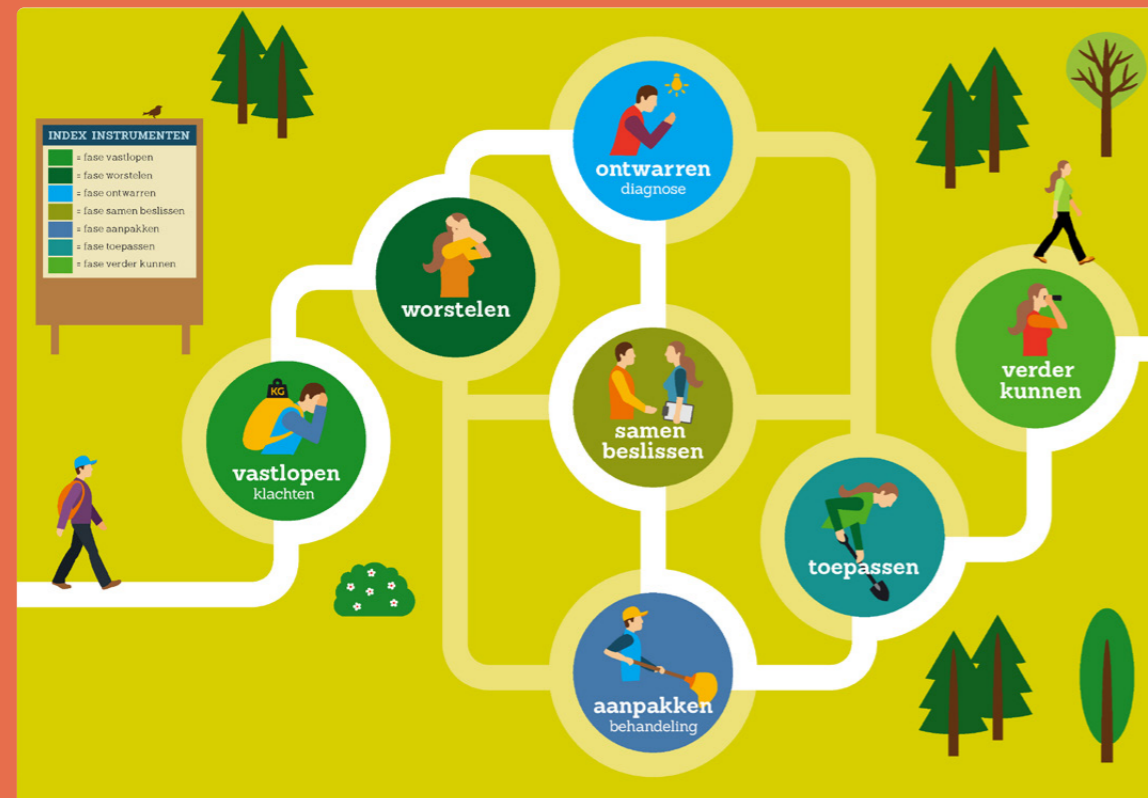 INDEX INSTRUMENTEN
= fase vastlopen
= fase worstelen
= fase ontwarren
= fase samen beslissen
= fase aanpakken
= fase toepassen
= fase verder kunnen
ontwarren
diagnose
worstelen
KG
vastlopen
klachten
samen
beslissen
verder
kunnen
toepassen
aanpakken
behandeling